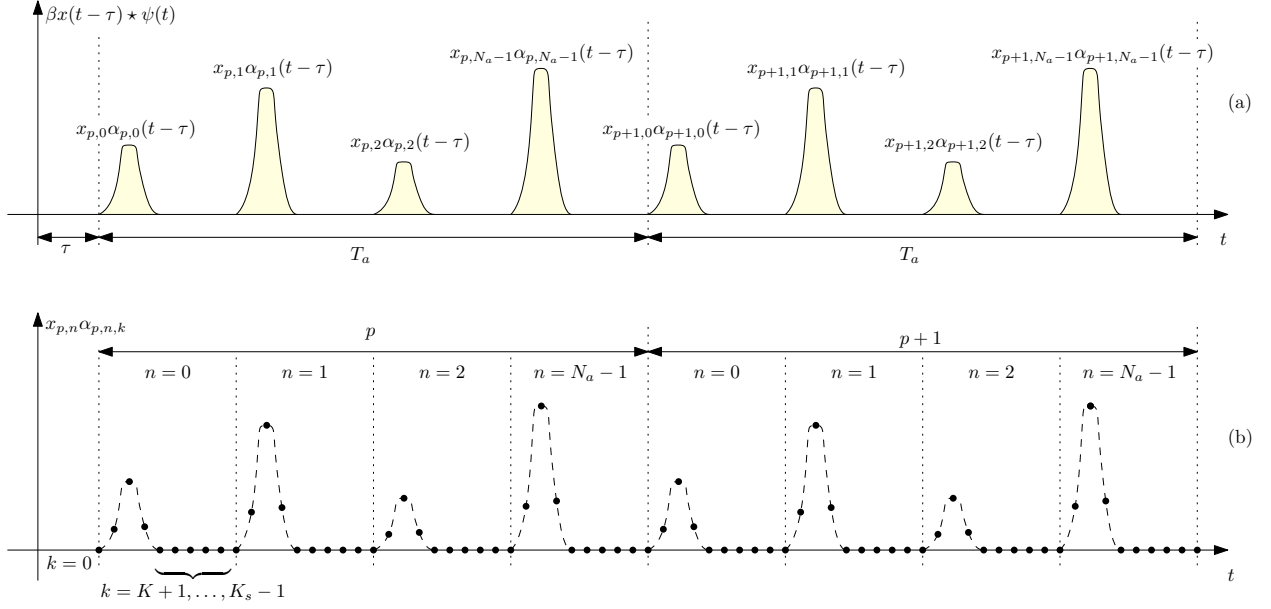 βx(t − τ) ⋆ ψ(t)
x_{p,0}α_{p,0}(t − τ)
x_{p,1}α_{p,1}(t − τ)
x_{p,2}α_{p,2}(t − τ)
x_{p,N_a−1}α_{p,N_a−1}(t − τ)
x_{p+1,0}α_{p+1,0}(t − τ)
x_{p+1,1}α_{p+1,1}(t − τ)
x_{p+1,2}α_{p+1,2}(t − τ)
x_{p+1,N_a−1}α_{p+1,N_a−1}(t − τ)
(a)
τ
T_a
T_a
t
x_{p,n}α_{p,n,k}
p
p + 1
n = 0
n = 1
n = 2
n = N_a − 1
n = 0
n = 1
n = 2
n = N_a − 1
(b)
k = 0
k = K + 1, . . . , K_s − 1
t